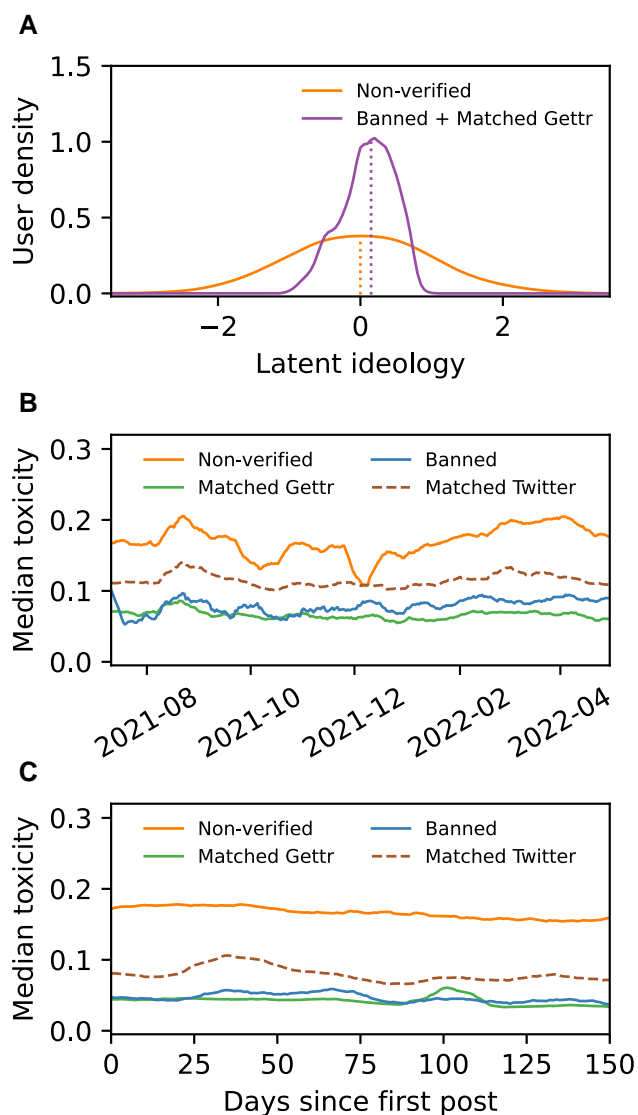 A
1.5
1.0
0.5
0.0
User density
Non-verified
Banned + Matched Gettr
−2
0
2
Latent ideology
B
0.3
0.2
0.1
0.0
Median toxicity
Non-verified
Matched Gettr
Banned
Matched Twitter
2021-08
2021-10
2021-12
2022-02
2022-04
C
0.3
0.2
0.1
0.0
Median toxicity
Non-verified
Matched Gettr
Banned
Matched Twitter
0
25
50
75
100
125
150
Days since first post